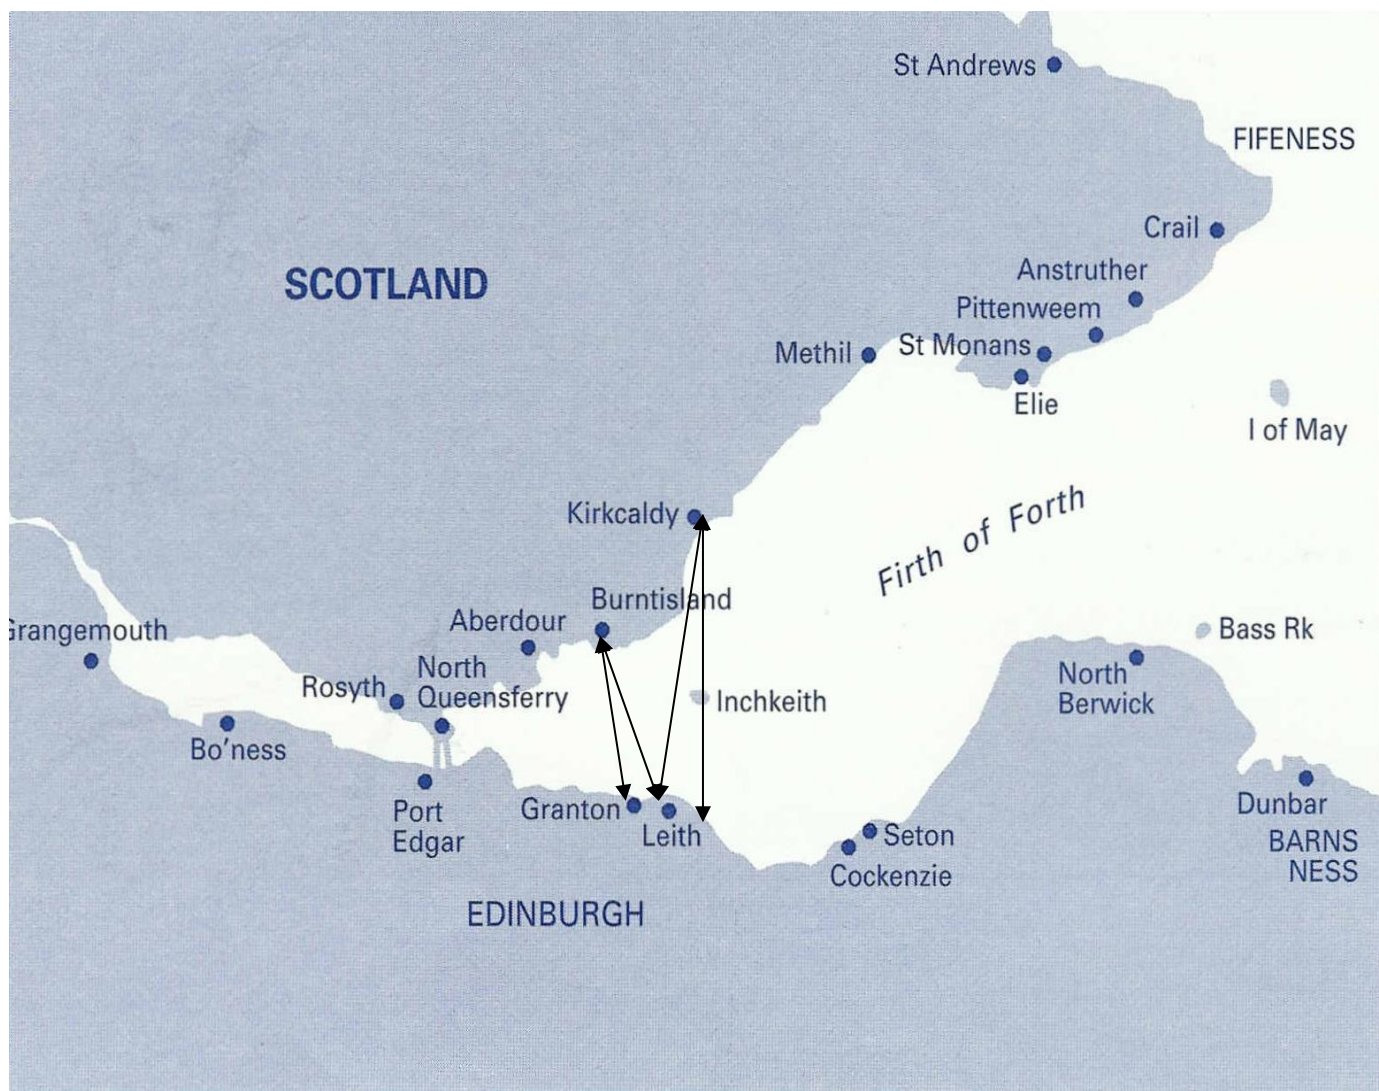 St Andrews
FIFENESS
Crail
Anstruther
SCOTLAND
Pittenweem
St Monans
Methil
Elie
I of May
Kirkcaldy
Firth of Forth
Burntisland
Aberdour
Grangemouth
Bass Rk
North
Queensferry
North
Berwick
Rosyth
Inchkeith
Bo'ness
Port
Edgar
Granton
Leith
Seton
Cockenzie
Dunbar
BARNS
NESS
EDINBURGH